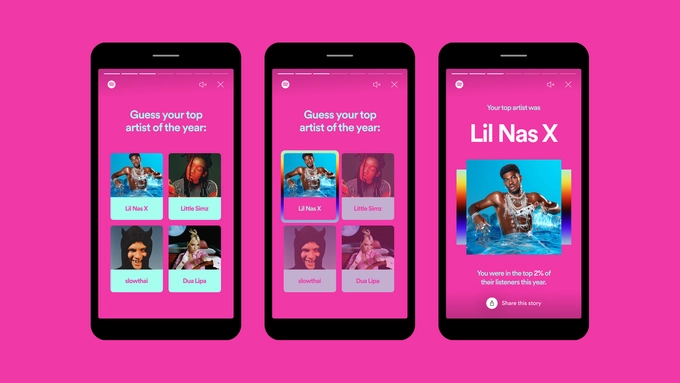 Guess your top
artist of the year:
Lil Nas X
Little Simz
slowthai
Dua Lipa
Guess your top
artist of the year:
Lil Nas X
Little Simz
slowthai
Dua Lipa
Your top artist was
Lil Nas X
You were in the top 2% of
their listeners this year.
Share this story